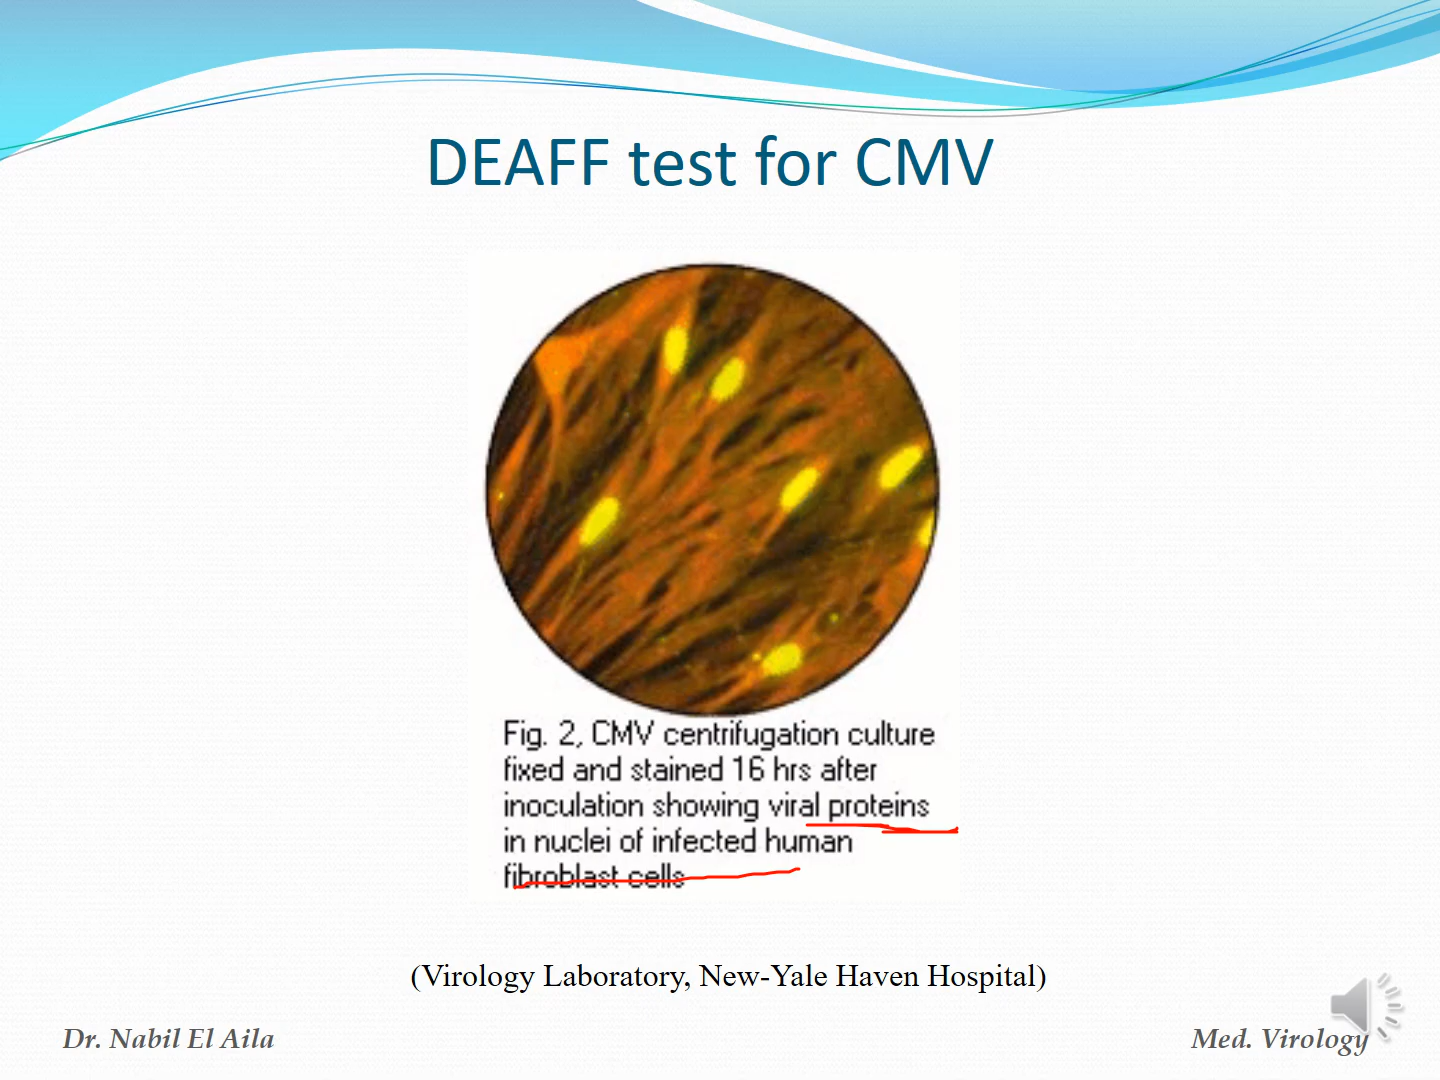 DEAFF test for CMV
Fig. 2, CMV centrifugation culture
fixed and stained 16 hrs after
inoculation showing viral proteins
in nuclei of infected human
fibroblast cells
(Virology Laboratory, New-Yale Haven Hospital)
Dr. Nabil El Aila
Med. Virology